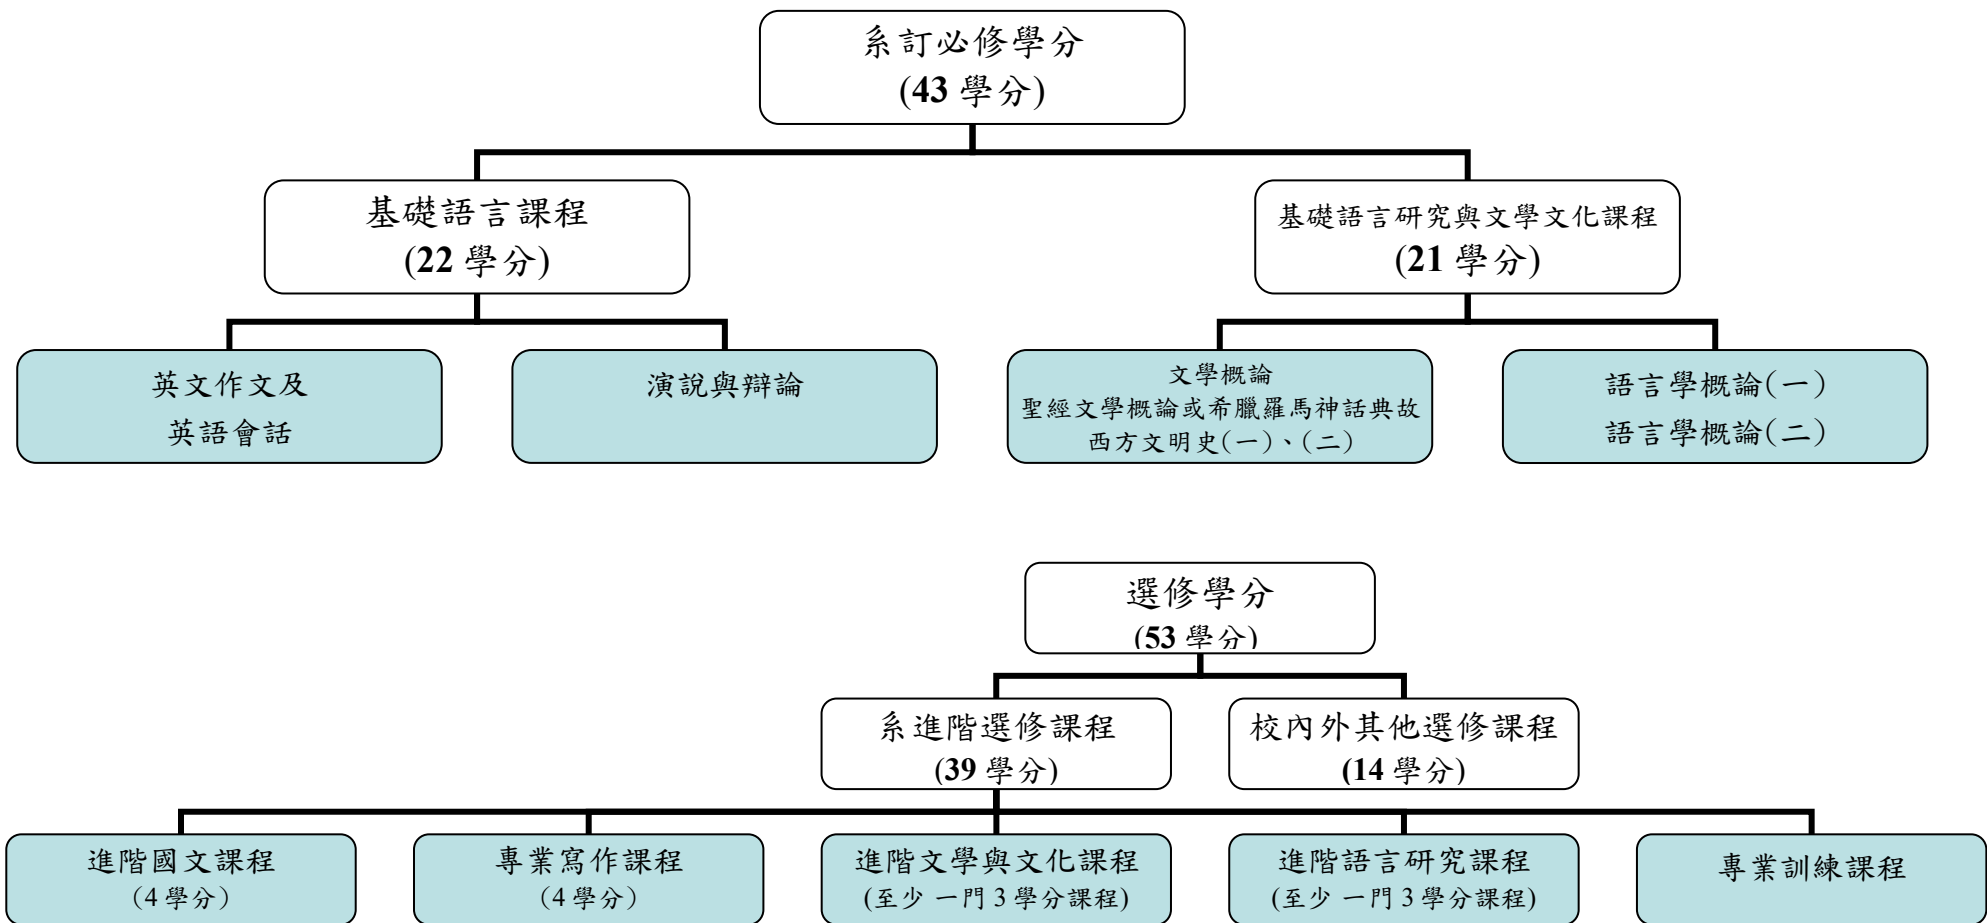 系訂必修學分
(43 學分)
基礎語言課程
(22 學分)
基礎語言研究與文學文化課程
(21 學分)
英文作文及
英語會話
演說與辯論
文學概論
聖經文學概論或希臘羅馬神話典故
西方文明史(一)、(二)
語言學概論(一)
語言學概論(二)
選修學分
(53 學分)
系進階選修課程
(39 學分)
校內外其他選修課程
(14 學分)
進階國文課程
(4 學分)
專業寫作課程
(4 學分)
進階文學與文化課程
(至少 一門 3 學分課程)
進階語言研究課程
(至少 一門 3 學分課程)
專業訓練課程